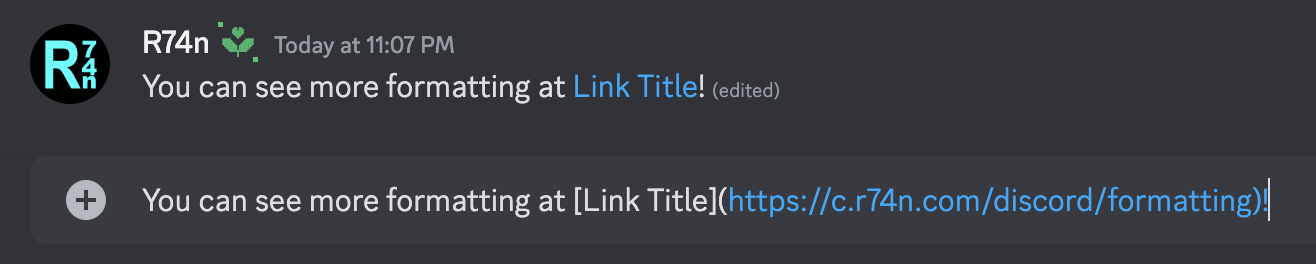 R74n
R74n Today at 11:07 PM
You can see more formatting at Link Title! (edited)
You can see more formatting at [Link Title](https://c.r74n.com/discord/formatting)!